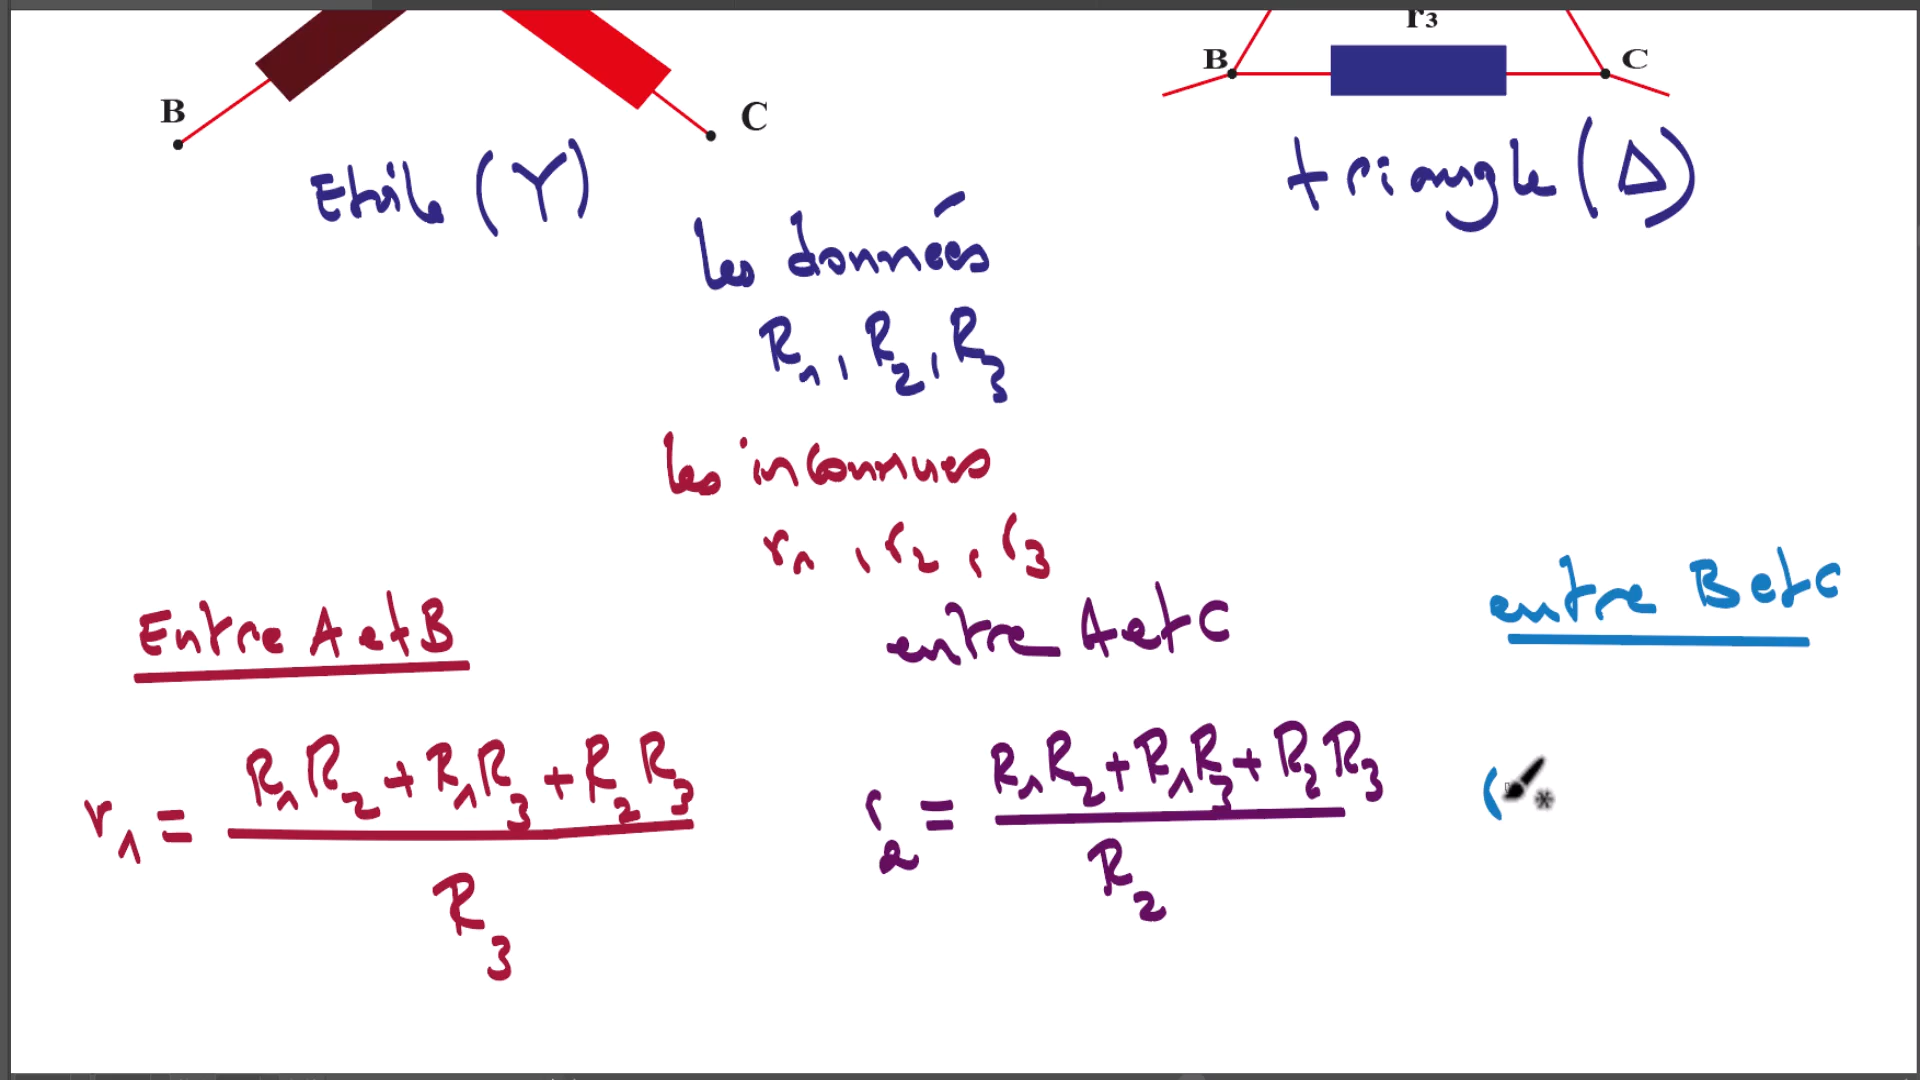 r₃
B
C
B
C
Etoile (Y)
triangle (Δ)
les données
R₁, R₂, R₃
les inconnues
r₁, r₂, r₃
Entre A et B
entre A et C
entre B et C
r₁ = (R₁R₂ + R₁R₃ + R₂R₃) / R₃
r₂ = (R₁R₂ + R₁R₃ + R₂R₃) / R₂